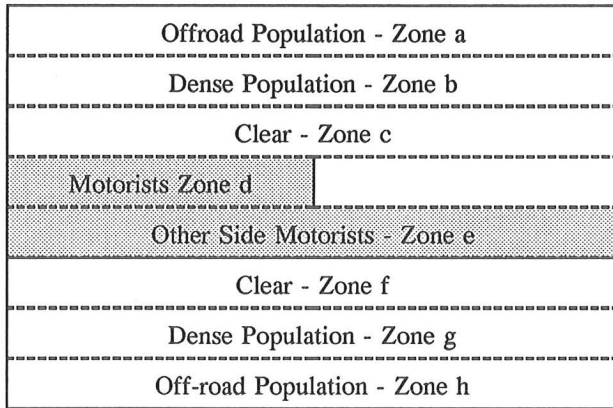 Offroad Population - Zone a
Dense Population - Zone b
Clear - Zone c
Motorists Zone d
Other Side Motorists - Zone e
Clear - Zone f
Dense Population - Zone g
Off-road Population - Zone h